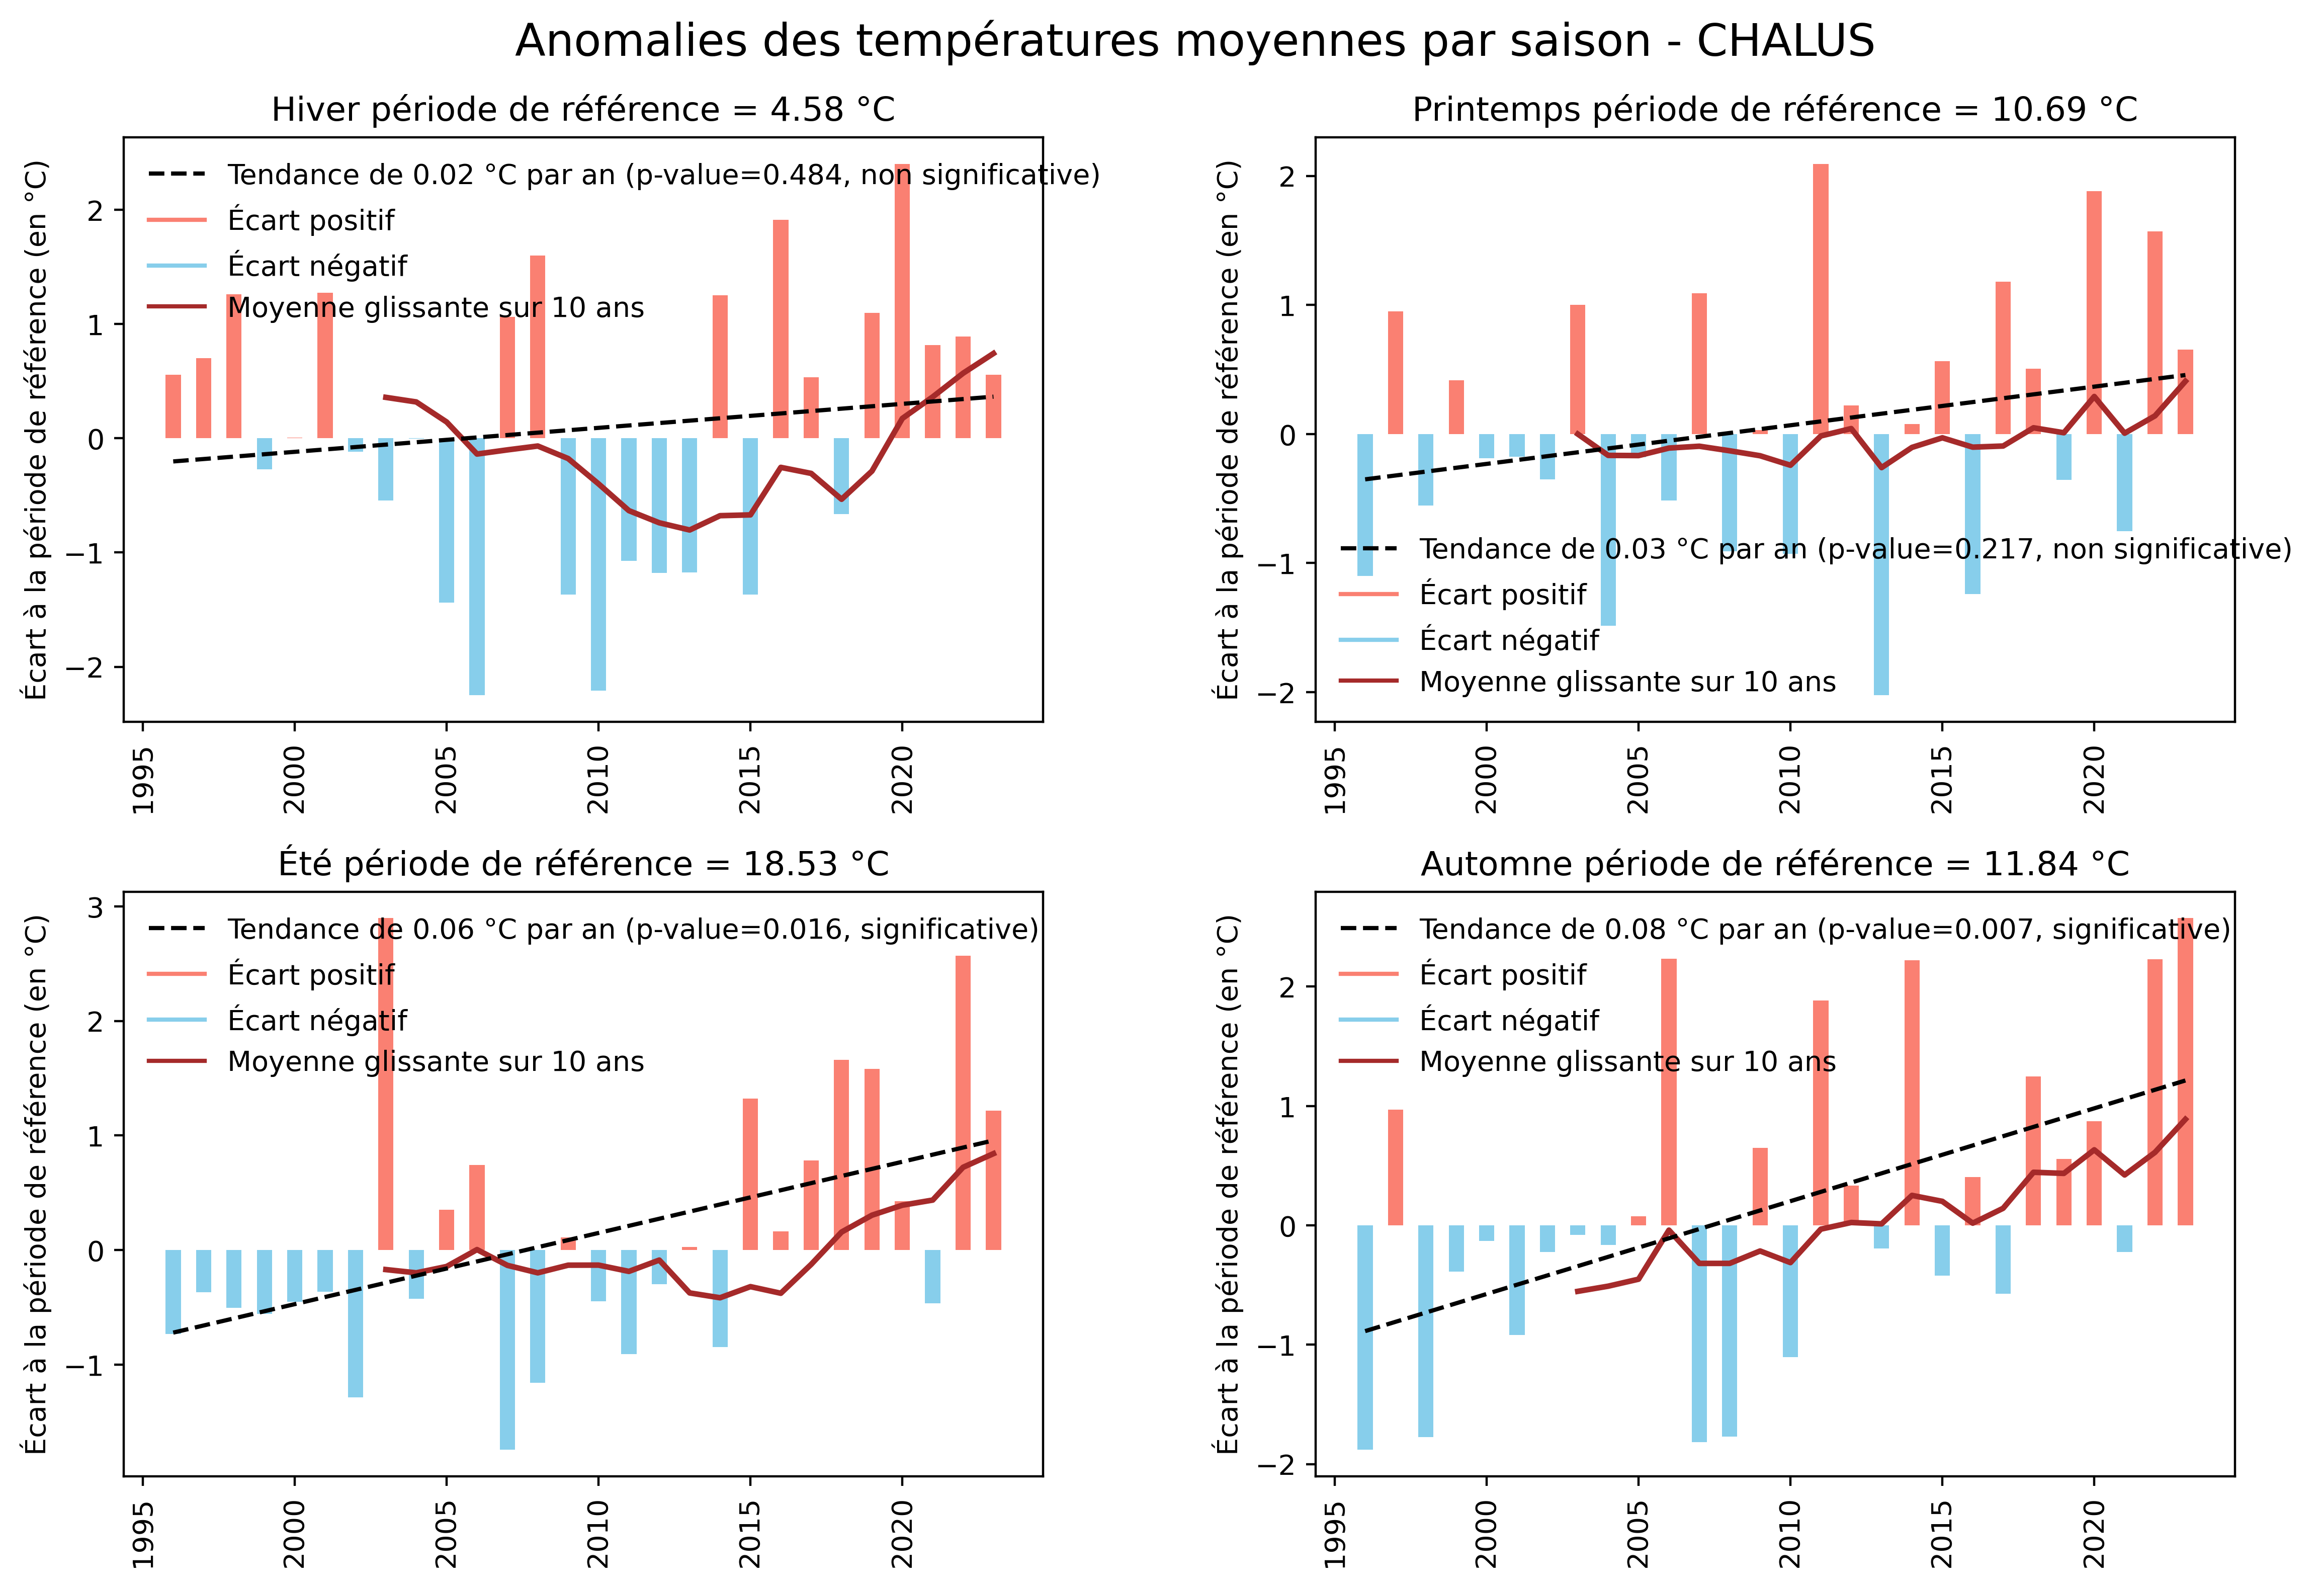 Anomalies des températures moyennes par saison - CHALUS
Hiver période de référence = 4.58 °C
Écart à la période de référence (en °C)
Tendance de 0.02 °C par an (p-value=0.484, non significative)
Écart positif
Écart négatif
Moyenne glissante sur 10 ans
2
1
0
−1
−2
1995
2000
2005
2010
2015
2020
Printemps période de référence = 10.69 °C
Écart à la période de référence (en °C)
2
1
0
−1
−2
Tendance de 0.03 °C par an (p-value=0.217, non significative)
Écart positif
Écart négatif
Moyenne glissante sur 10 ans
1995
2000
2005
2010
2015
2020
Été période de référence = 18.53 °C
Écart à la période de référence (en °C)
Tendance de 0.06 °C par an (p-value=0.016, significative)
Écart positif
Écart négatif
Moyenne glissante sur 10 ans
3
2
1
0
−1
1995
2000
2005
2010
2015
2020
Automne période de référence = 11.84 °C
Écart à la période de référence (en °C)
Tendance de 0.08 °C par an (p-value=0.007, significative)
Écart positif
Écart négatif
Moyenne glissante sur 10 ans
2
1
0
−1
−2
1995
2000
2005
2010
2015
2020